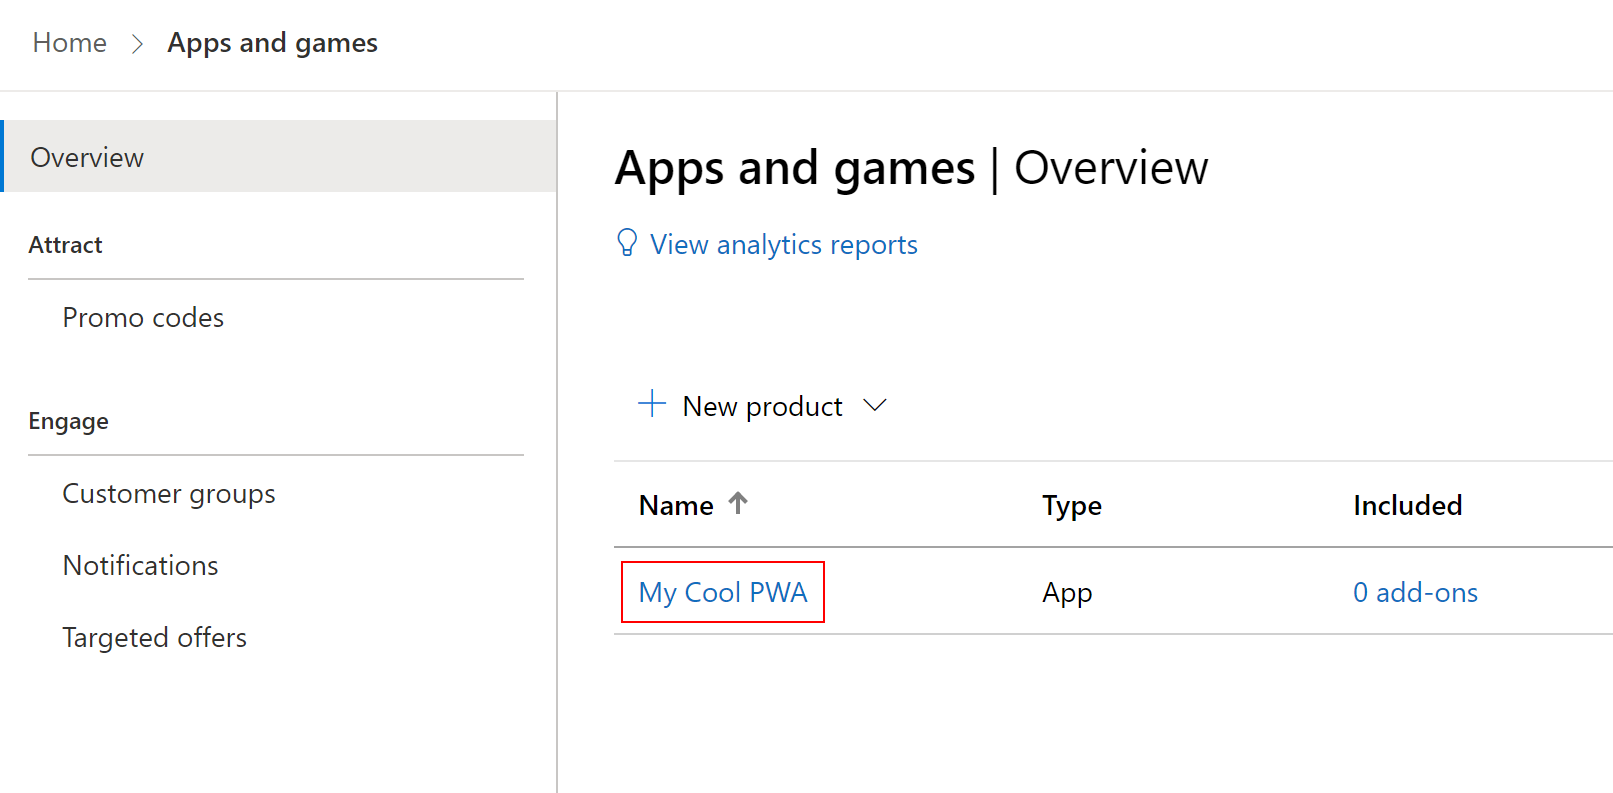 Home > Apps and games
Overview
Attract
Promo codes
Engage
Customer groups
Notifications
Targeted offers
Apps and games | Overview
View analytics reports
New product
Name Type Included
My Cool PWA App 0 add-ons